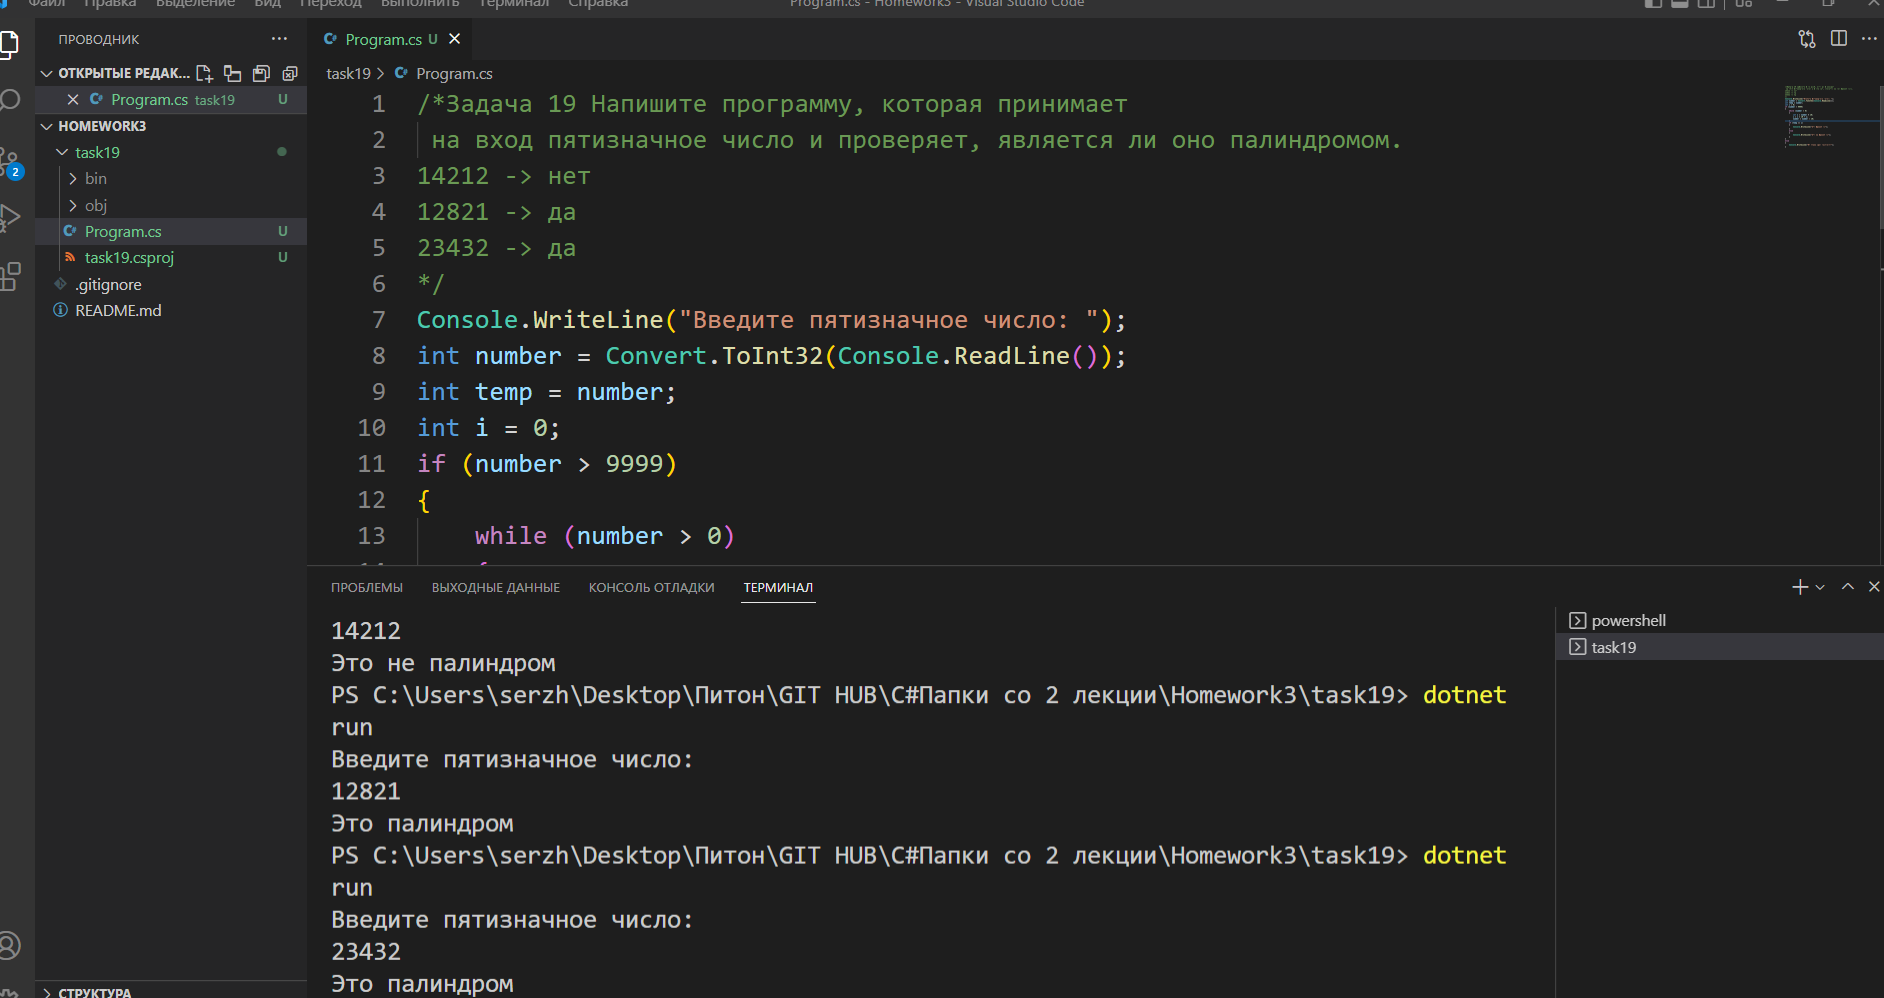 Файл Правка Выделение Вид Переход Выполнить Терминал Справка
Program.cs - Homework3 - Visual Studio Code
ПРОВОДНИК
ОТКРЫТЫЕ РЕДАК...
Program.cs task19 U
HOMEWORK3
task19
bin
obj
Program.cs U
task19.csproj U
.gitignore
README.md
2
СТРУКТУРА
Program.cs U
task19 > Program.cs
1 /*Задача 19 Напишите программу, которая принимает
2 на вход пятизначное число и проверяет, является ли оно палиндромом.
3 14212 -> нет
4 12821 -> да
5 23432 -> да
6 */
7 Console.WriteLine("Введите пятизначное число: ");
8 int number = Convert.ToInt32(Console.ReadLine());
9 int temp = number;
10 int i = 0;
11 if (number > 9999)
12 {
13 while (number > 0)
ПРОБЛЕМЫ ВЫХОДНЫЕ ДАННЫЕ КОНСОЛЬ ОТЛАДКИ ТЕРМИНАЛ
14212
Это не палиндром
PS C:\Users\serzh\Desktop\Питон\GIT HUB\C#Папки со 2 лекции\Homework3\task19> dotnet
run
Введите пятизначное число:
12821
Это палиндром
PS C:\Users\serzh\Desktop\Питон\GIT HUB\C#Папки со 2 лекции\Homework3\task19> dotnet
run
Введите пятизначное число:
23432
Это палиндром
powershell
task19